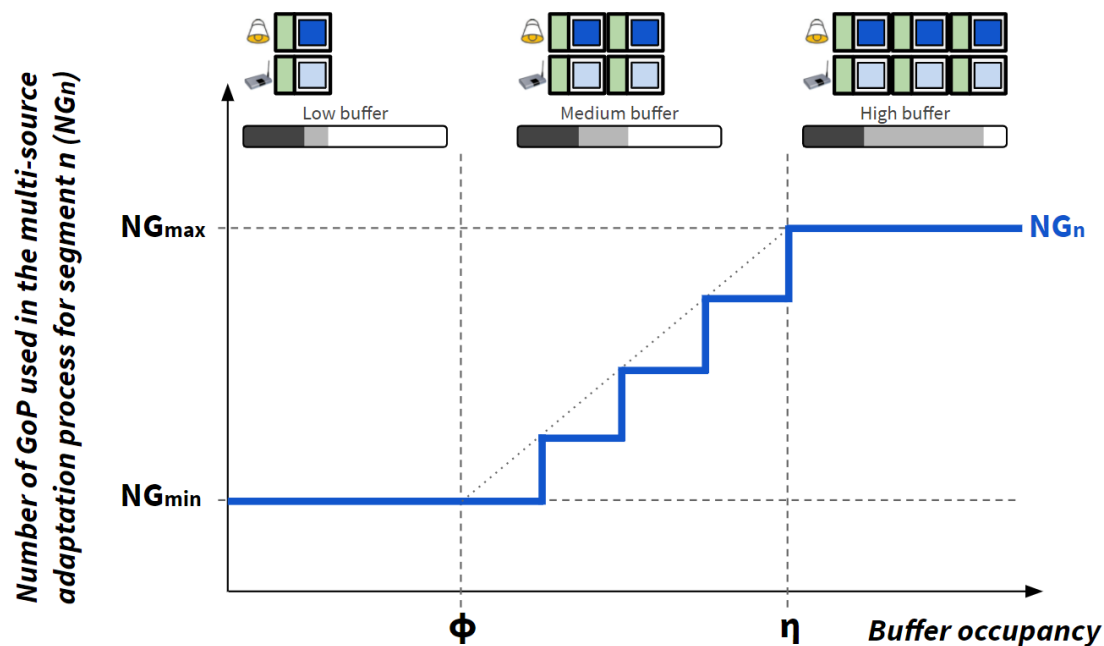 Low buffer
Medium buffer
High buffer
Number of GoP used in the multi-source
adaptation process for segment n (NGn)
NGmax
NGn
NGmin
Φ
η
Buffer occupancy